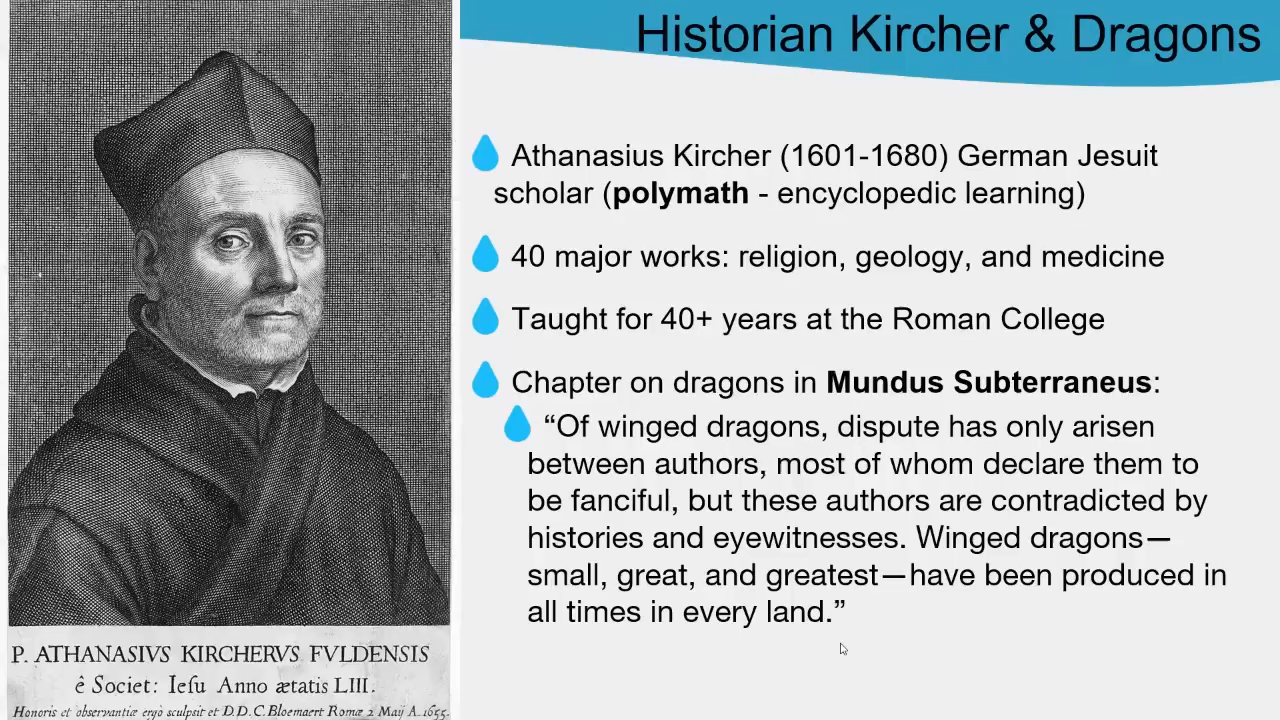 Historian Kircher & Dragons
Athanasius Kircher (1601-1680) German Jesuit
scholar (polymath - encyclopedic learning)
40 major works: religion, geology, and medicine
Taught for 40+ years at the Roman College
Chapter on dragons in Mundus Subterraneus:
“Of winged dragons, dispute has only arisen
between authors, most of whom declare them to
be fanciful, but these authors are contradicted by
histories and eyewitnesses. Winged dragons—
small, great, and greatest—have been produced in
all times in every land.”
P. ATHANASIVS KIRCHERVS FVLDENSIS
è Societ: Iesu Anno ætatis LIII.
Honoris et observantiæ ergò sculpsit et D.D. C. Bloemaert Romæ 2 Maij A. 1655.